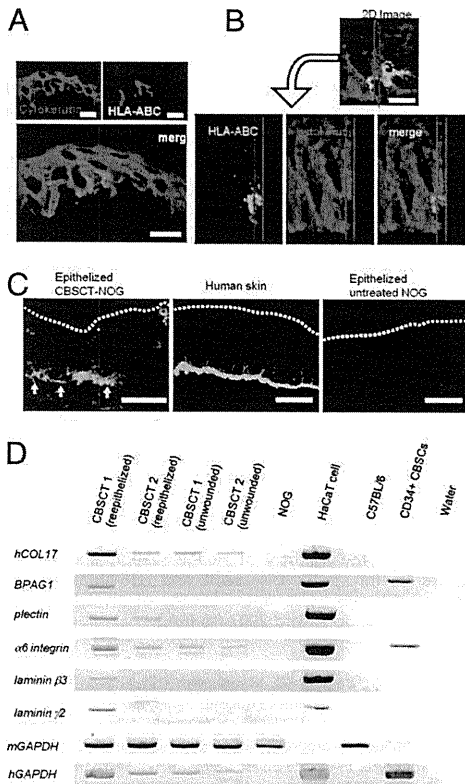 A
HLA-ABC
merg
B
2D Image
HLA-ABC
merge
C
Epithelized
CBSCT-NOG
Human skin
Epithelized
untreated NOG
D
CBSCT 1
(reepithelized)
CBSCT 2
(reepithelized)
CBSCT 1
(unwounded)
CBSCT 2
(unwounded)
NOG
HaCaT cell
C57BL/6
CD34+ CBSCs
Water
hCOL17
BPAG1
plectin
α6 integrin
laminin β3
laminin γ2
mGAPDH
hGAPDH